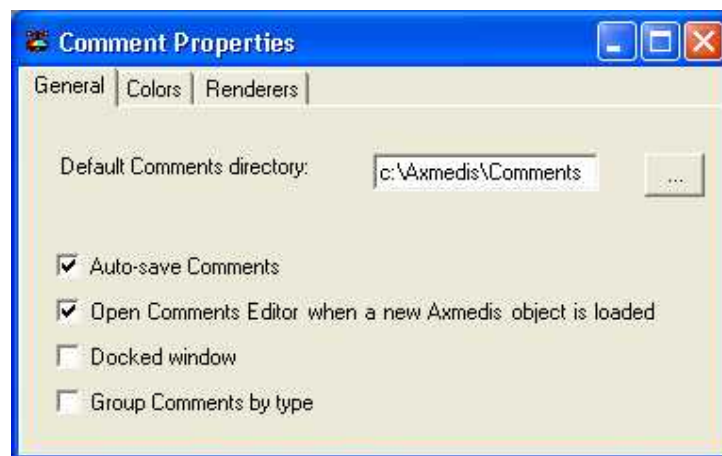 Comment Properties
General Colors Renderers
Default Comments directory: c:\Axmedis\Comments ...
Auto-save Comments
Open Comments Editor when a new Axmedis object is loaded
Docked window
Group Comments by type